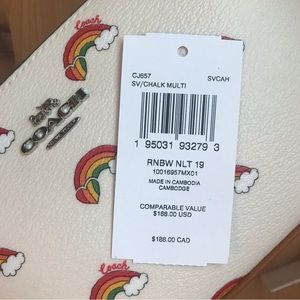 Coach
COACH
Coach
CJ657 SVCAH
SV/CHALK MULTI
1 95031 93279 3
RNBW NLT 19
10016957MX01
MADE IN CAMBODIA
CAMBODGE
COMPARABLE VALUE
$188.00 USD
$188.00 CAD